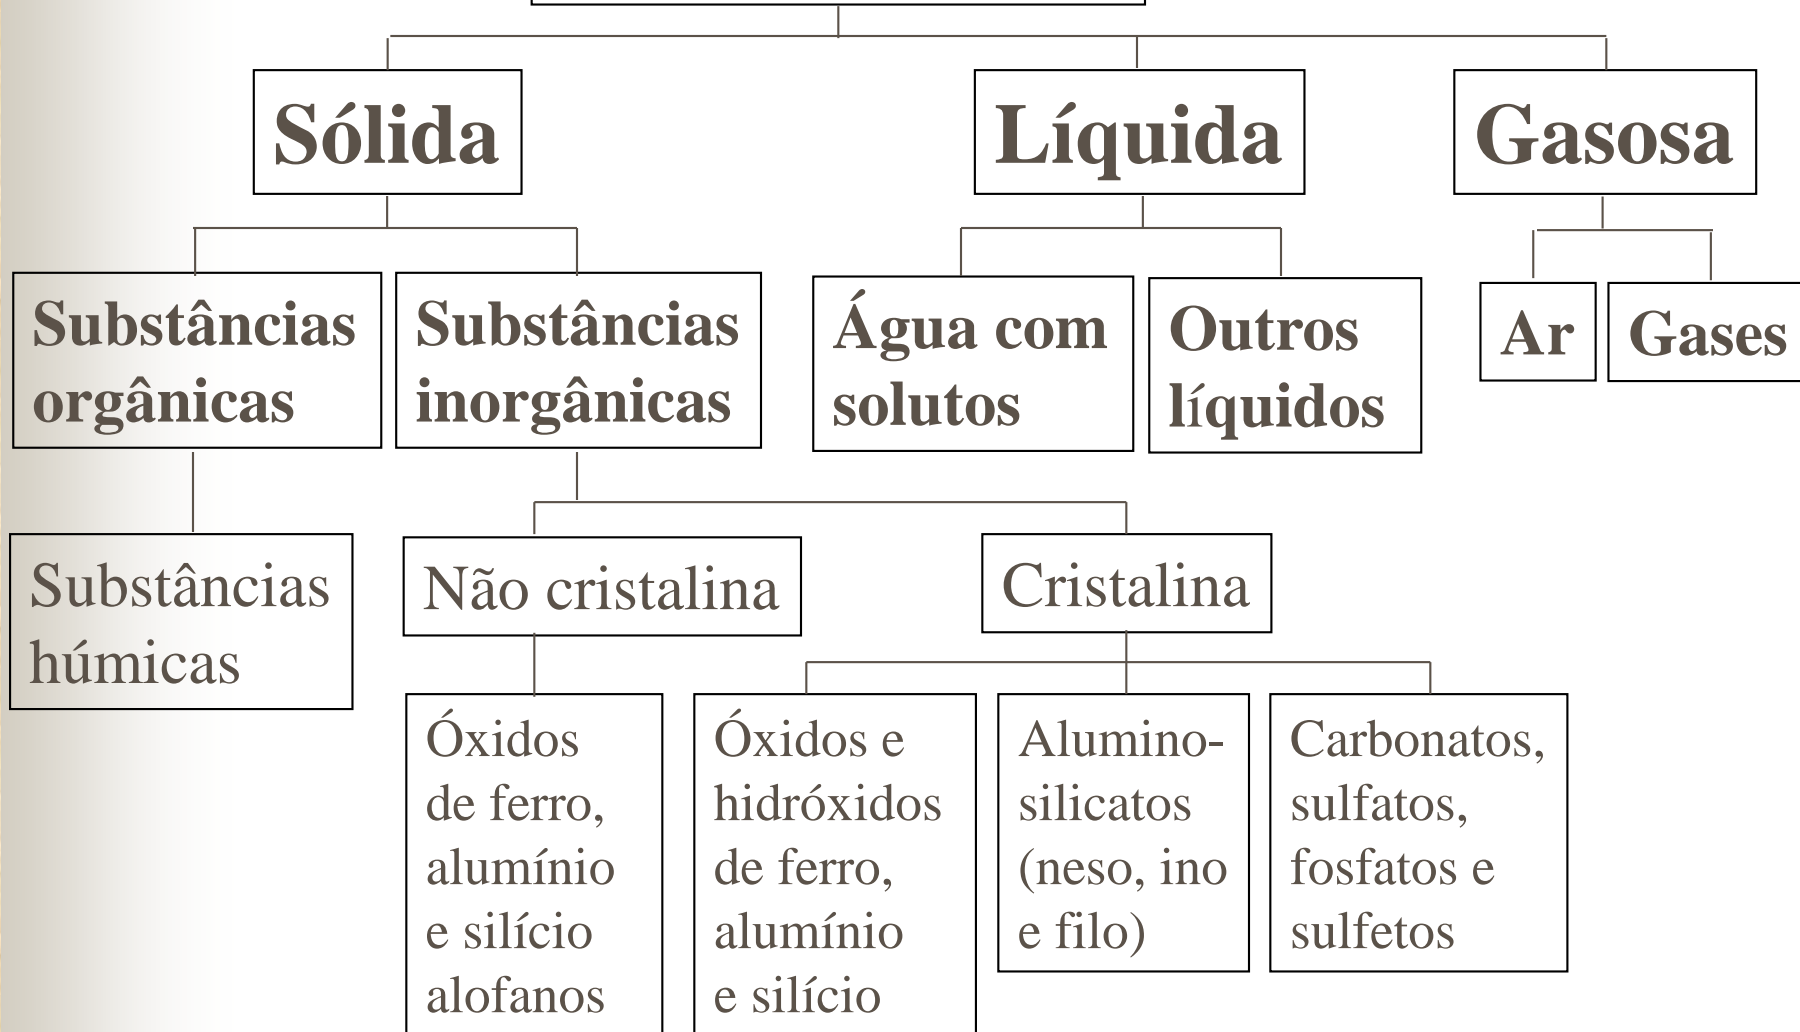 Sólida
Líquida
Gasosa
Substâncias
orgânicas
Substâncias
inorgânicas
Água com
solutos
Outros
líquidos
Ar
Gases
Substâncias
húmicas
Não cristalina
Cristalina
Óxidos
de ferro,
alumínio
e silício
alofanos
Óxidos e
hidróxidos
de ferro,
alumínio
e silício
Alumino-
silicatos
(neso, ino
e filo)
Carbonatos,
sulfatos,
fosfatos e
sulfetos